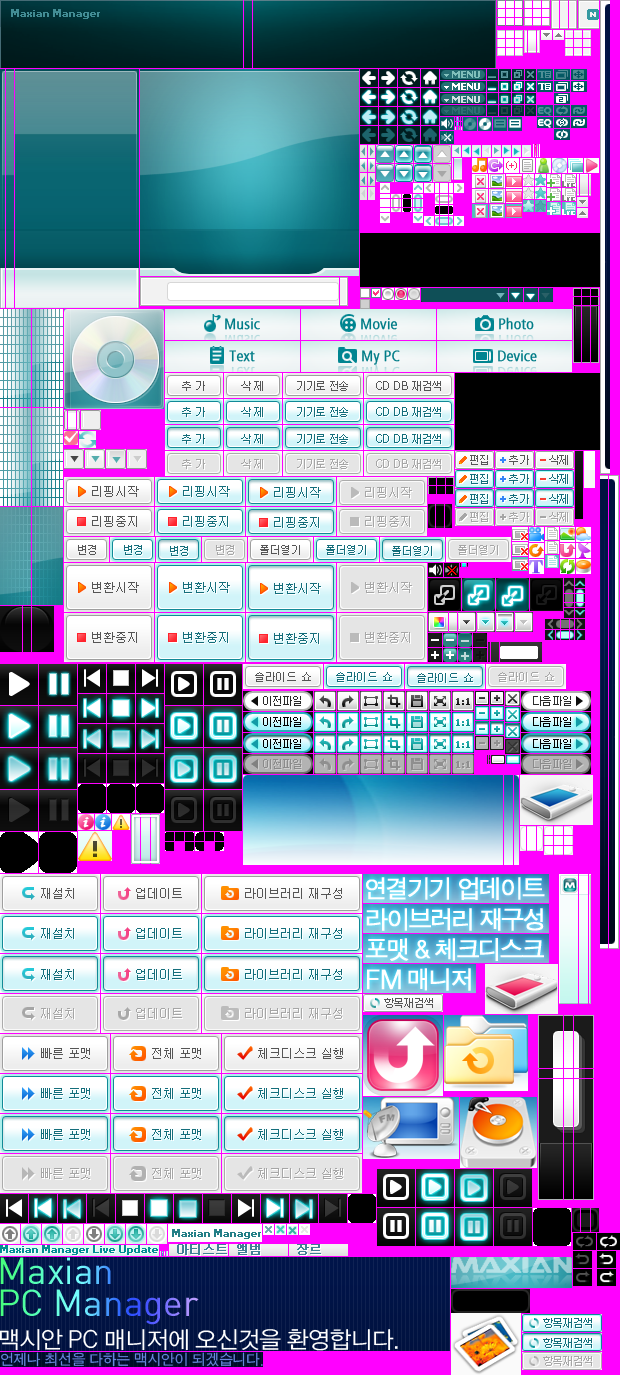 Maxian Manager
N
MENU
MENU TE
MENU
MENU
EQ
EQ
Music Movie Photo
Text My PC Device
추 가 삭 제 기기로 전송 CD DB 재검색
추 가 삭 제 기기로 전송 CD DB 재검색
추 가 삭 제 기기로 전송 CD DB 재검색
추 가 삭 제 기기로 전송 CD DB 재검색
편집 추가 삭제
편집 추가 삭제
편집 추가 삭제
편집 추가 삭제
리핑시작 리핑시작 리핑시작 리핑시작
리핑중지 리핑중지 리핑중지 리핑중지
변경 변경 변경 변경 폴더열기 폴더열기 폴더열기 폴더열기
변환시작 변환시작 변환시작 변환시작
변환중지 변환중지 변환중지 변환중지
슬라이드 쇼 슬라이드 쇼 슬라이드 쇼 슬라이드 쇼
이전파일 1:1 다음파일
이전파일 1:1 다음파일
이전파일 1:1 다음파일
이전파일 1:1 다음파일
재설치 업데이트 라이브러리 재구성
재설치 업데이트 라이브러리 재구성
재설치 업데이트 라이브러리 재구성
재설치 업데이트 라이브러리 재구성
연결기기 업데이트
라이브러리 재구성
포맷 & 체크디스크
FM 매니저
항목재검색
M
빠른 포맷 전체 포맷 체크디스크 실행
빠른 포맷 전체 포맷 체크디스크 실행
빠른 포맷 전체 포맷 체크디스크 실행
빠른 포맷 전체 포맷 체크디스크 실행
FM
Maxian Manager
Maxian Manager Live Update
아티스트 앨범 장르
Maxian
PC Manager
맥시안 PC 매니저에 오신것을 환영합니다.
언제나 최선을 다하는 맥시안이 되겠습니다.
MAXIAN
항목재검색
항목재검색
항목재검색